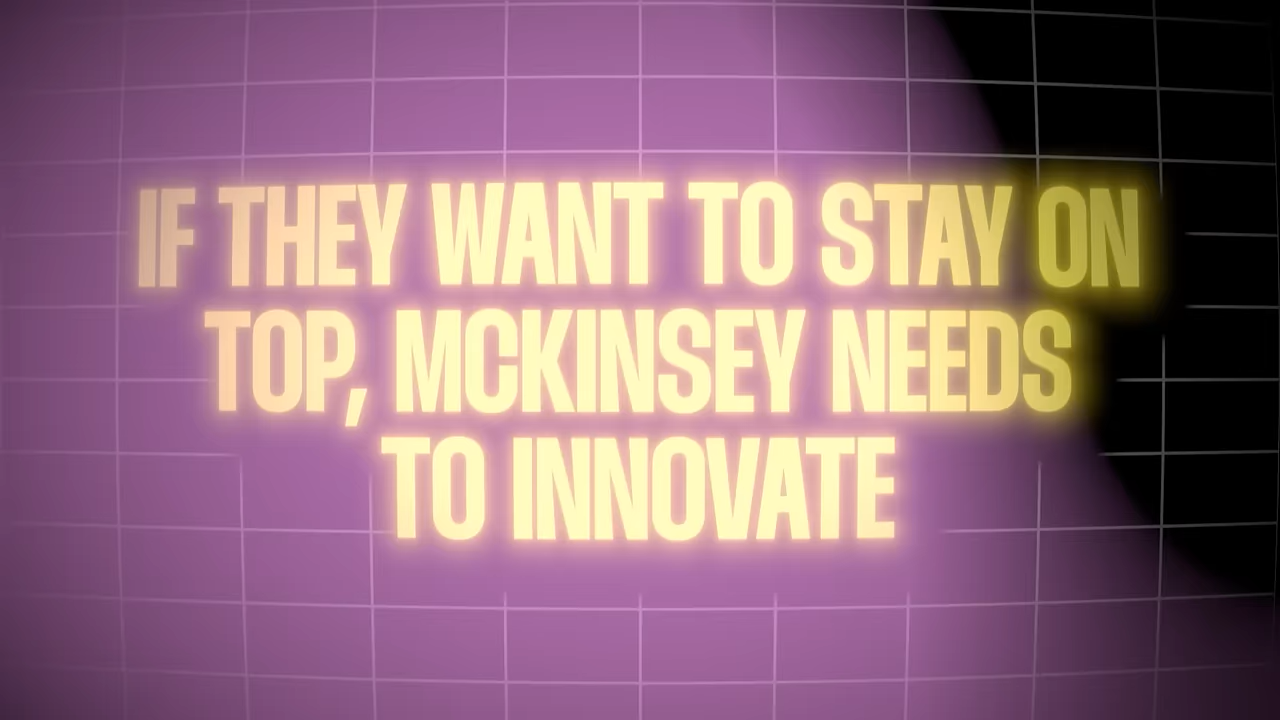 IF THEY WANT TO STAY ON
TOP, MCKINSEY NEEDS
TO INNOVATE